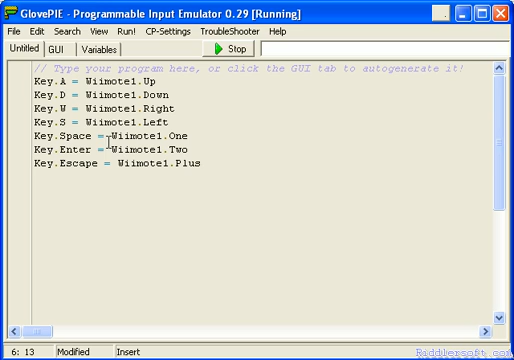 GlovePIE - Programmable Input Emulator 0.29 [Running]
File Edit Search View Run! CP-Settings TroubleShooter Help
Untitled GUI Variables Stop
// Type your program here, or click the GUI tab to autogenerate it!
Key.A = Wiimote1.Up
Key.D = Wiimote1.Down
Key.W = Wiimote1.Right
Key.S = Wiimote1.Left
Key.Space = Wiimote1.One
Key.Enter = Wiimote1.Two
Key.Escape = Wiimote1.Plus
6: 13 Modified Insert
Riddlersoft.com